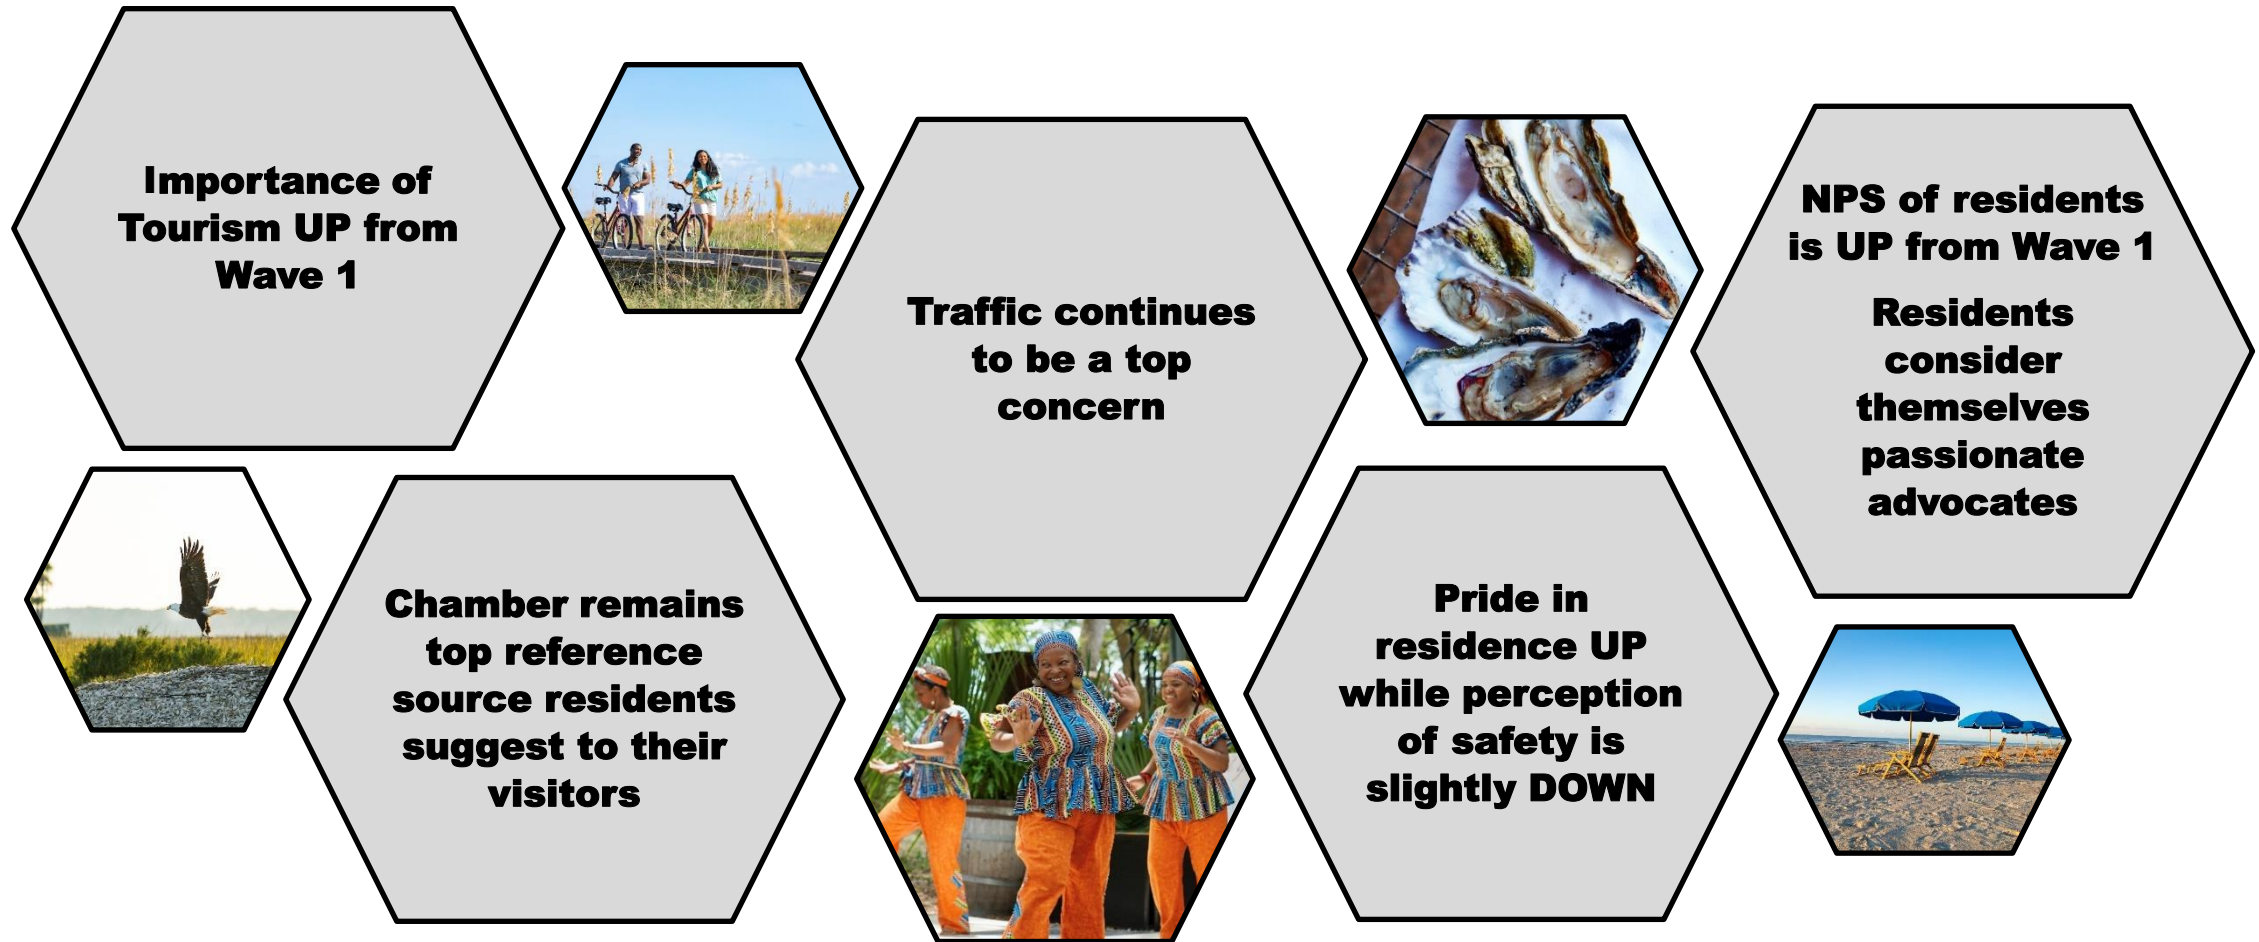 Importance of
Tourism UP from
Wave 1
Chamber remains
top reference
source residents
suggest to their
visitors
Traffic continues
to be a top
concern
Pride in
residence UP
while perception
of safety is
slightly DOWN
NPS of residents
is UP from Wave 1
Residents
consider
themselves
passionate
advocates